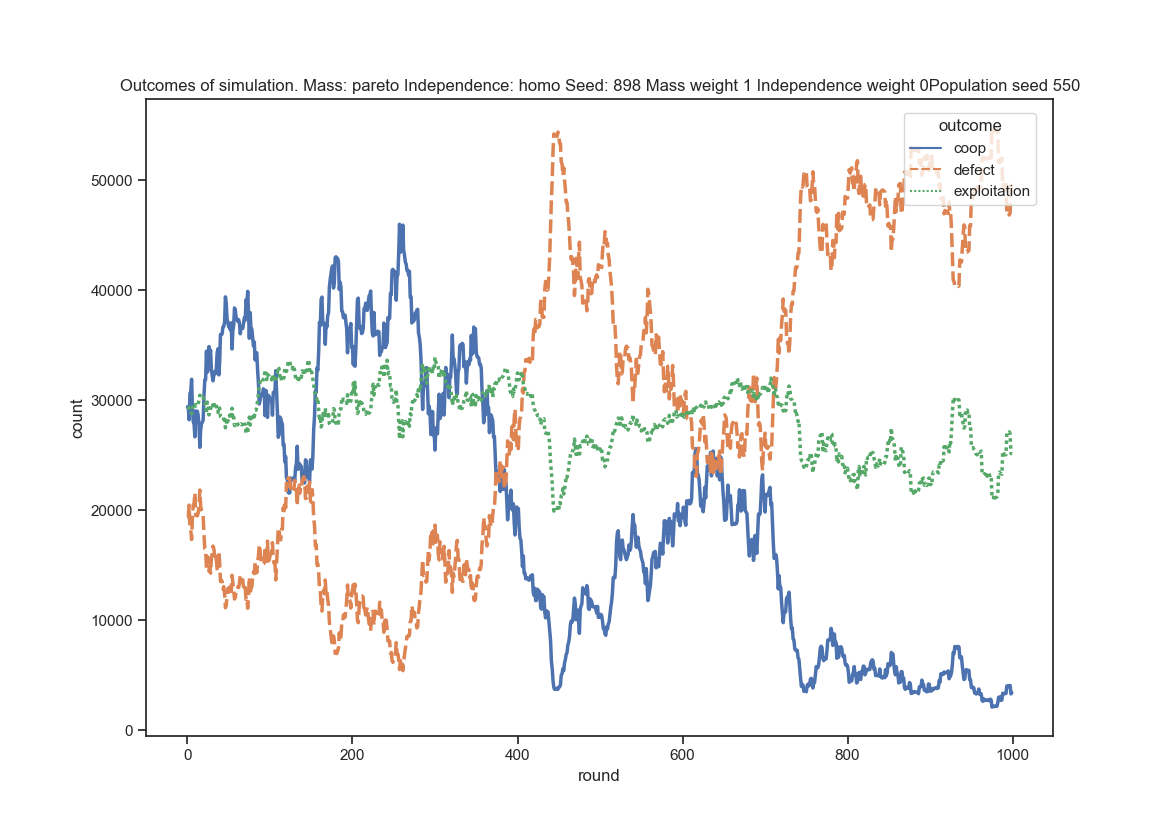 Outcomes of simulation. Mass: pareto Independence: homo Seed: 898 Mass weight 1 Independence weight 0Population seed 550
outcome
coop
defect
exploitation
50000
40000
30000
20000
10000
0
count
0 200 400 600 800 1000
round